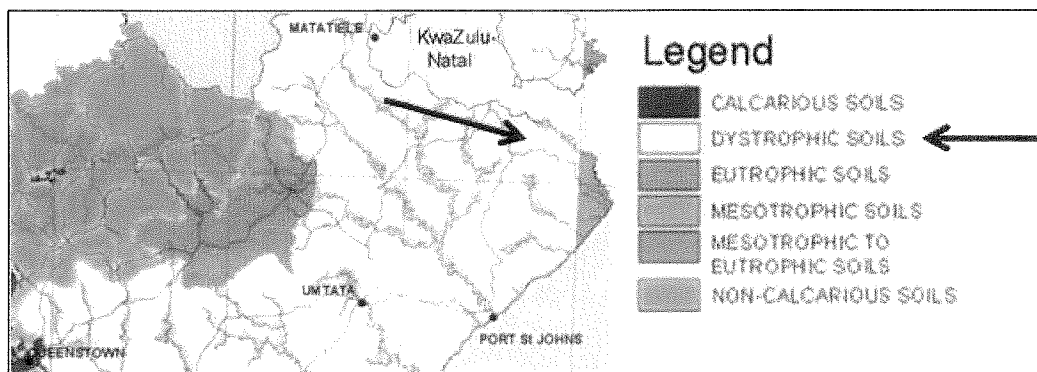 MATATIELE
KwaZulu-
Natal
UMTATA
PORT ST JOHNS
QUEENSTOWN
Legend
CALCARIOUS SOILS
DYSTROPHIC SOILS
EUTROPHIC SOILS
MESOTROPHIC SOILS
MESOTROPHIC TO
EUTROPHIC SOILS
NON-CALCARIOUS SOILS